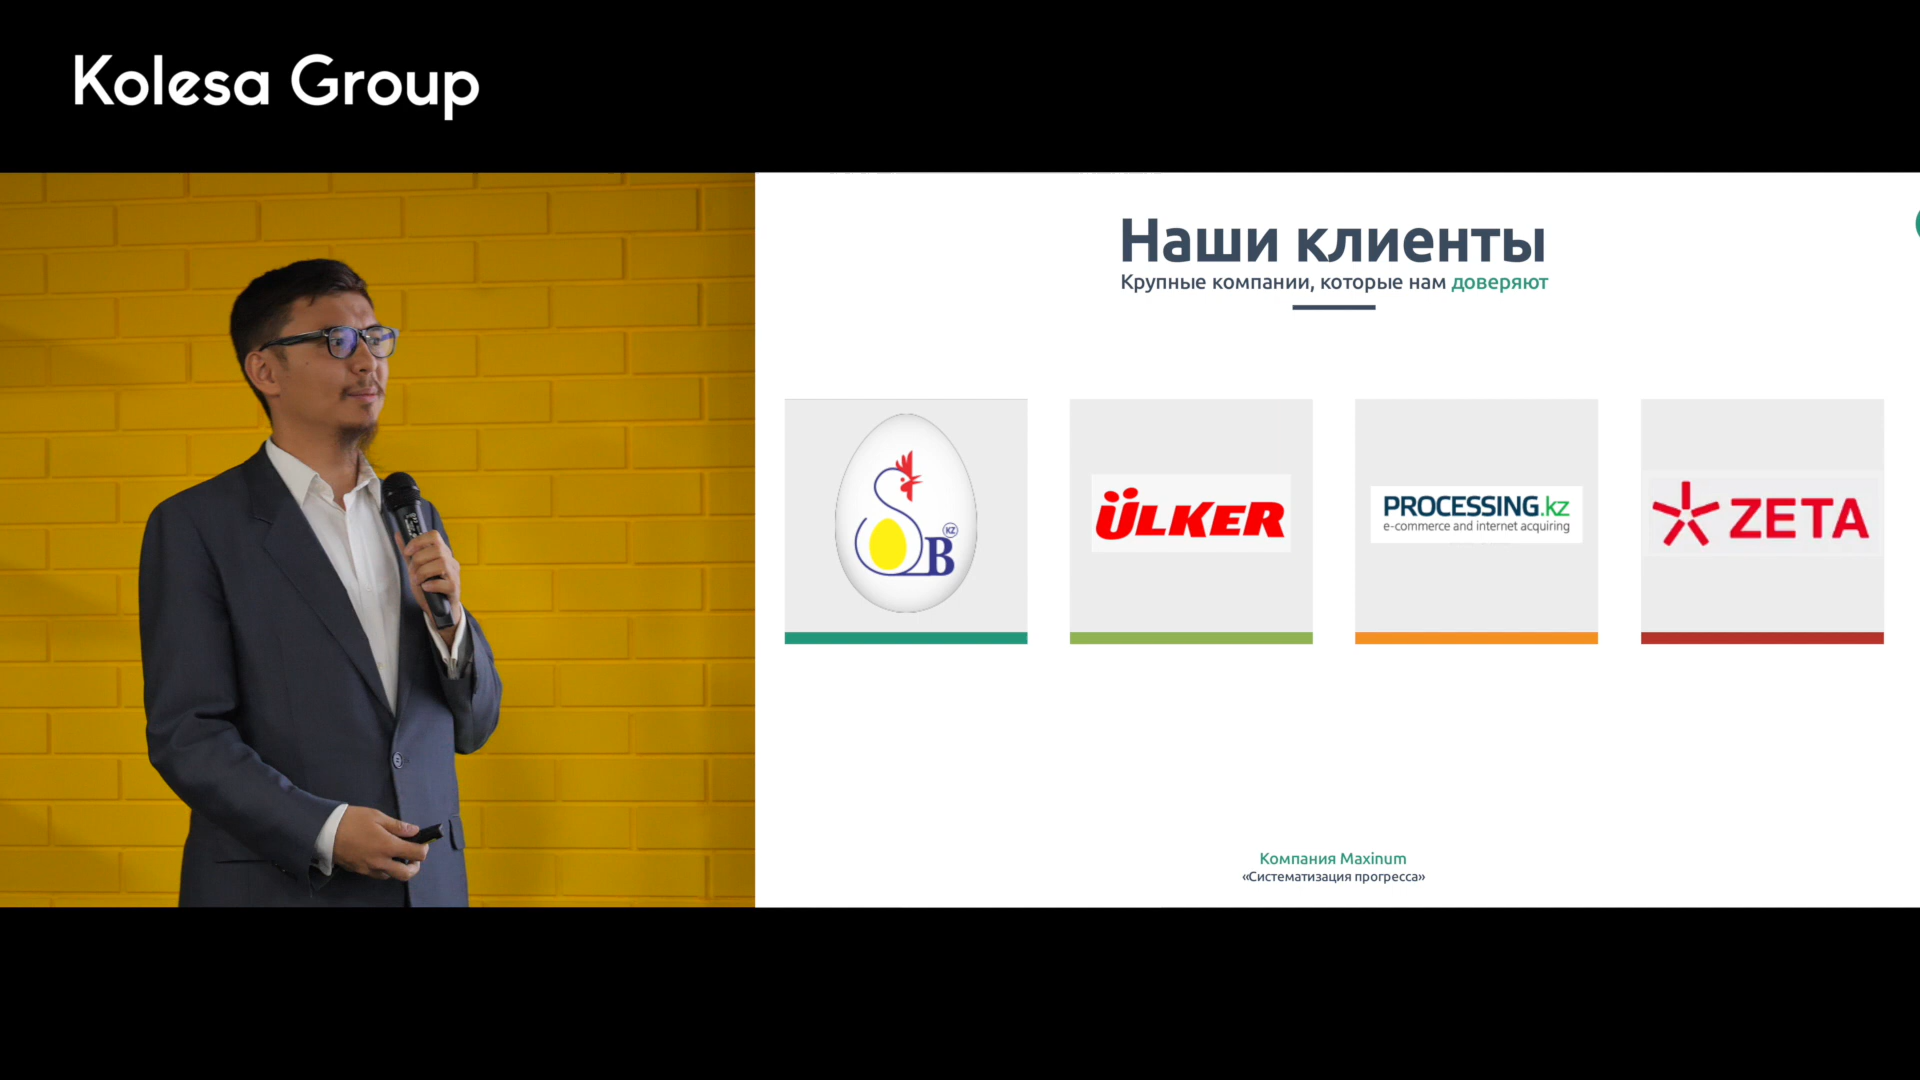 Kolesa Group
Наши клиенты
Крупные компании, которые нам доверяют
SB KZ
ÜLKER
PROCESSING.kz
e-commerce and internet acquiring
ZETA
Компания Maxinum
«Систематизация прогресса»